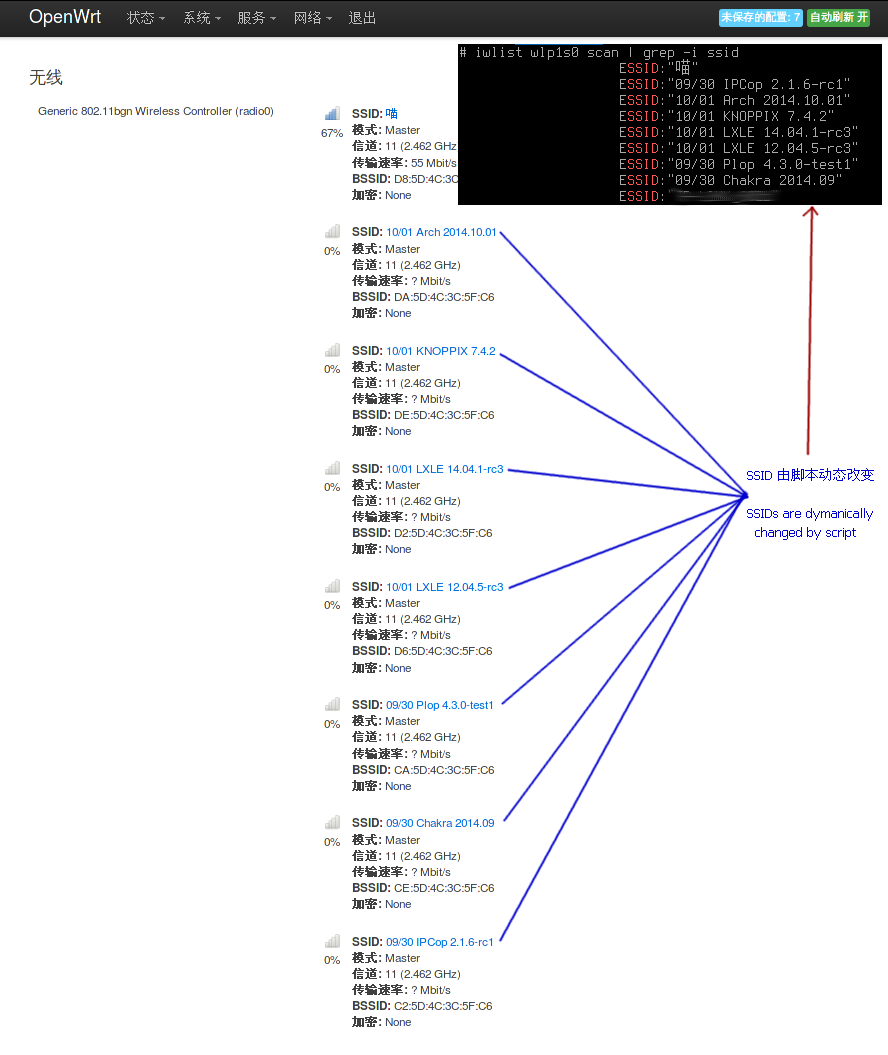 OpenWrt 状态 系统 服务 网络 退出 未保存的配置: 7 自动刷新 开
无线
Generic 802.11bgn Wireless Controller (radio0)
67%
SSID: 喵
模式: Master
信道: 11 (2.462 GHz
传输速率: 55 Mbit/s
BSSID: D8:5D:4C:3C
加密: None
# iwlist wlp1s0 scan | grep -i ssid
ESSID:"喵"
ESSID:"09/30 IPCop 2.1.6-rc1"
ESSID:"10/01 Arch 2014.10.01"
ESSID:"10/01 KNOPPIX 7.4.2"
ESSID:"10/01 LXLE 14.04.1-rc3"
ESSID:"10/01 LXLE 12.04.5-rc3"
ESSID:"09/30 Plop 4.3.0-test1"
ESSID:"09/30 Chakra 2014.09"
ESSID:"
0%
SSID: 10/01 Arch 2014.10.01
模式: Master
信道: 11 (2.462 GHz)
传输速率: ? Mbit/s
BSSID: DA:5D:4C:3C:5F:C6
加密: None
0%
SSID: 10/01 KNOPPIX 7.4.2
模式: Master
信道: 11 (2.462 GHz)
传输速率: ? Mbit/s
BSSID: DE:5D:4C:3C:5F:C6
加密: None
0%
SSID: 10/01 LXLE 14.04.1-rc3
模式: Master
信道: 11 (2.462 GHz)
传输速率: ? Mbit/s
BSSID: D2:5D:4C:3C:5F:C6
加密: None
SSID 由脚本动态改变
SSIDs are dymanically
changed by script
0%
SSID: 10/01 LXLE 12.04.5-rc3
模式: Master
信道: 11 (2.462 GHz)
传输速率: ? Mbit/s
BSSID: D6:5D:4C:3C:5F:C6
加密: None
0%
SSID: 09/30 Plop 4.3.0-test1
模式: Master
信道: 11 (2.462 GHz)
传输速率: ? Mbit/s
BSSID: CA:5D:4C:3C:5F:C6
加密: None
0%
SSID: 09/30 Chakra 2014.09
模式: Master
信道: 11 (2.462 GHz)
传输速率: ? Mbit/s
BSSID: CE:5D:4C:3C:5F:C6
加密: None
0%
SSID: 09/30 IPCop 2.1.6-rc1
模式: Master
信道: 11 (2.462 GHz)
传输速率: ? Mbit/s
BSSID: C2:5D:4C:3C:5F:C6
加密: None